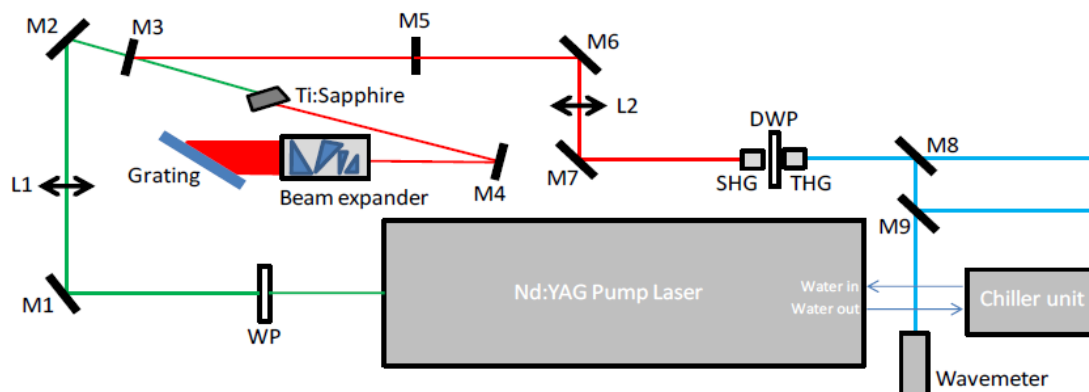 M2
M3
M5
M6
Ti:Sapphire
L2
DWP
M8
Grating
Beam expander
M4
M7
SHG
THG
L1
M9
M1
WP
Nd:YAG Pump Laser
Water in
Water out
Chiller unit
Wavemeter